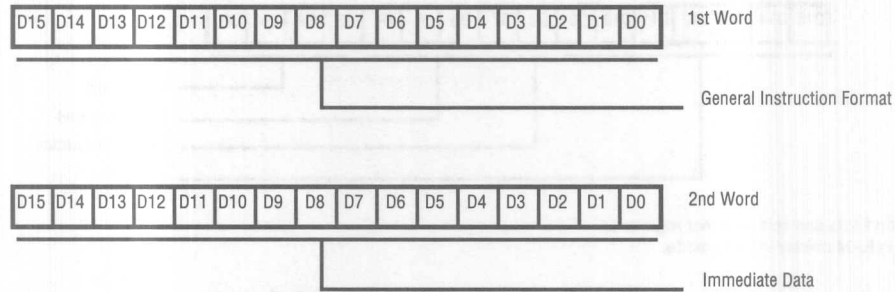 D15 D14 D13 D12 D11 D10 D9 D8 D7 D6 D5 D4 D3 D2 D1 D0 1st Word
General Instruction Format
D15 D14 D13 D12 D11 D10 D9 D8 D7 D6 D5 D4 D3 D2 D1 D0 2nd Word
Immediate Data